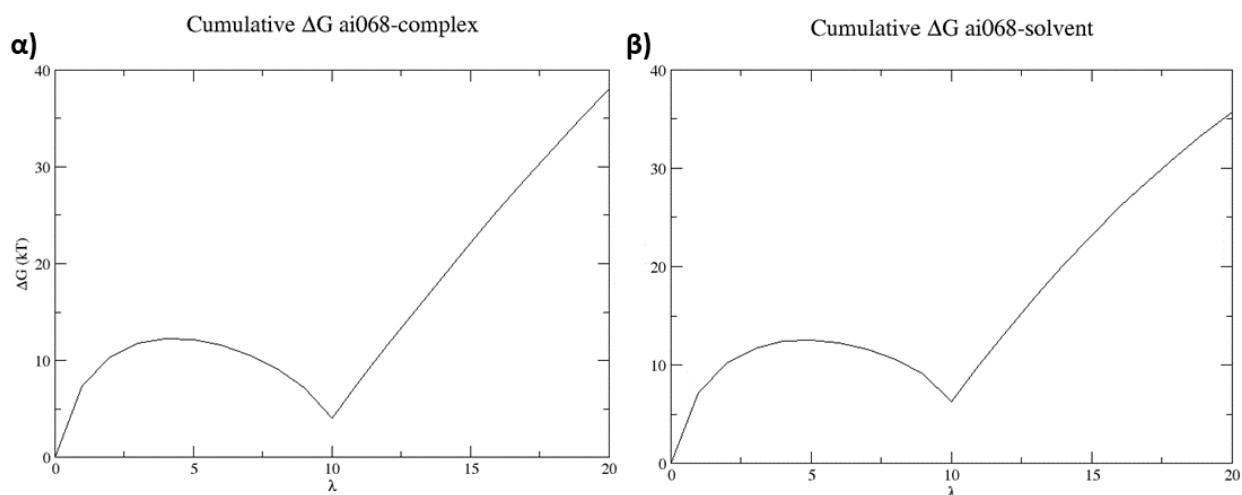 Cumulative ΔG ai068-complex
α)
40
30
20
10
0
ΔG (kT)
0 5 10 15 20
λ
Cumulative ΔG ai068-solvent
β)
40
30
20
10
0
0 5 10 15 20
λ